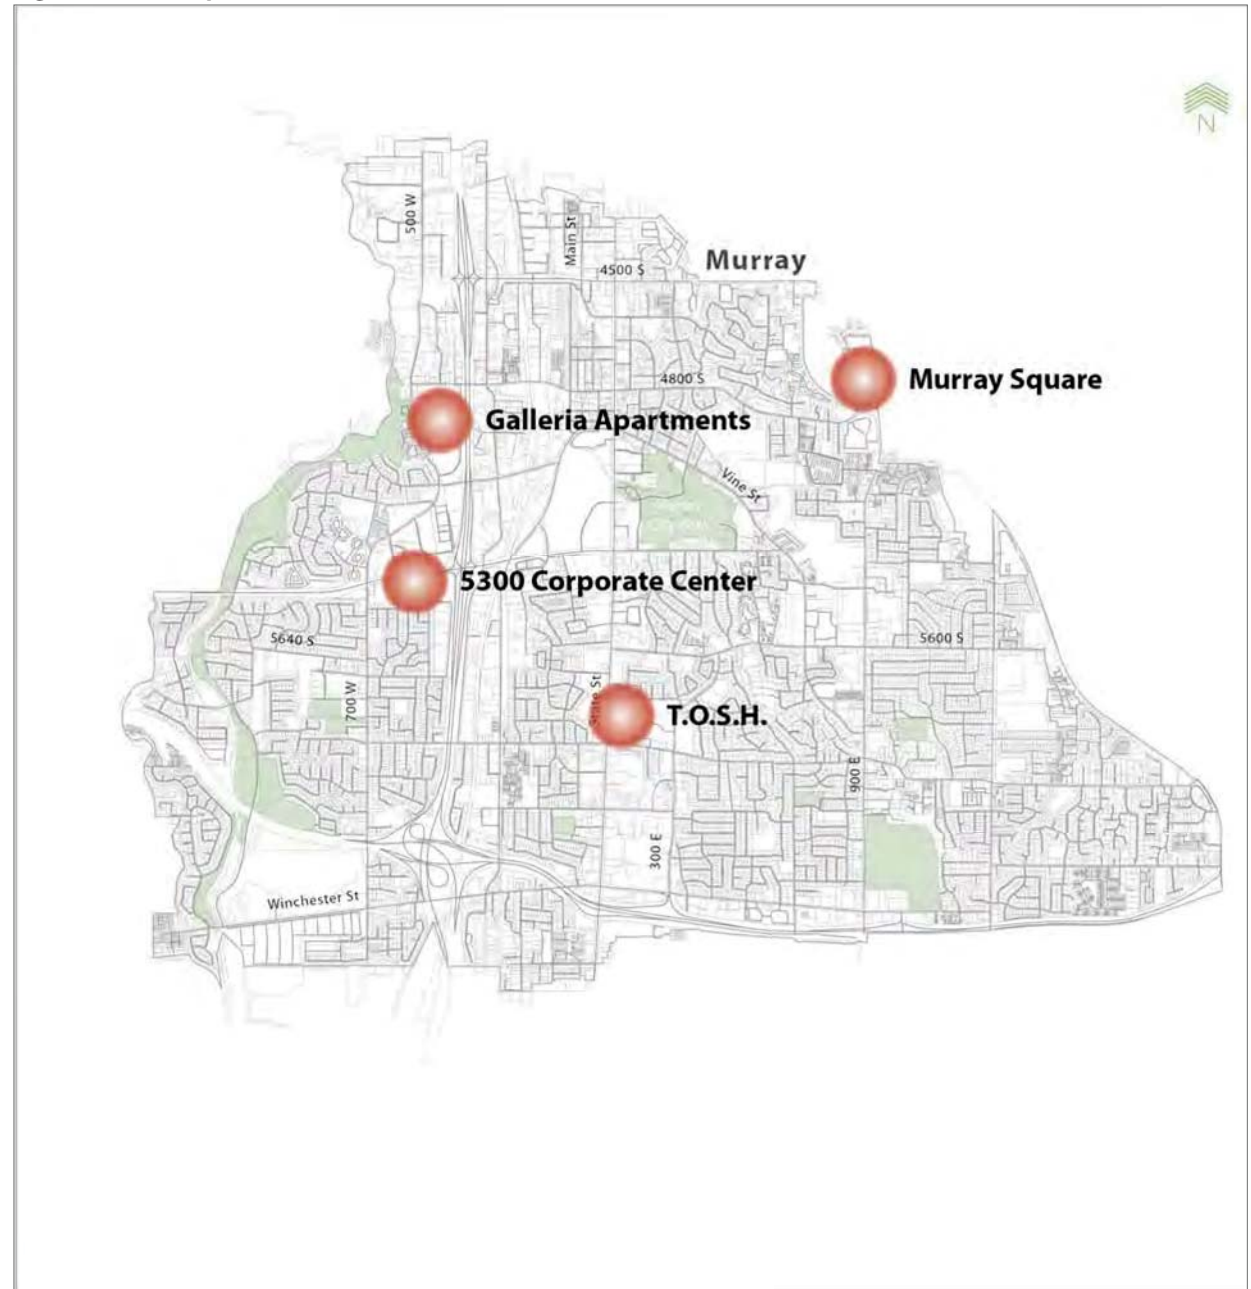 N
500 W
Main St
4500 S
Murray
4800 S
Murray Square
Galleria Apartments
Vine St
5300 Corporate Center
5640 S
5600 S
700 W
State St
T.O.S.H.
900 E
300 E
Winchester St